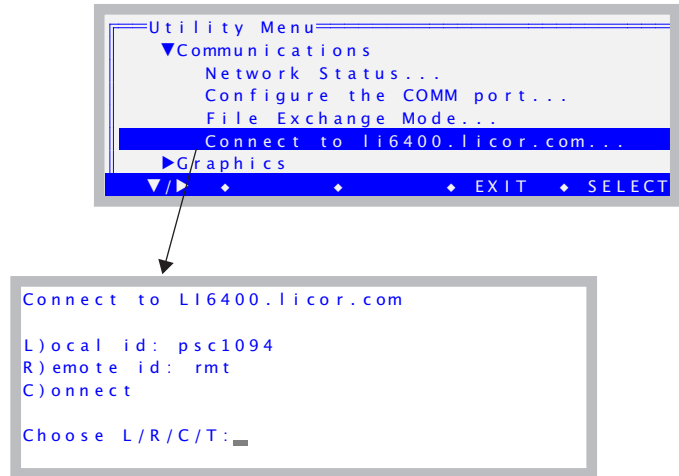 Utility Menu
▼Communications
Network Status...
Configure the COMM port...
File Exchange Mode...
Connect to li6400.licor.com...
▶Graphics
▼/▶ ◆ ◆ ◆ EXIT ◆ SELECT
Connect to LI6400.licor.com
L)ocal id: psc1094
R)emote id: rmt
C)onnect
Choose L/R/C/T: